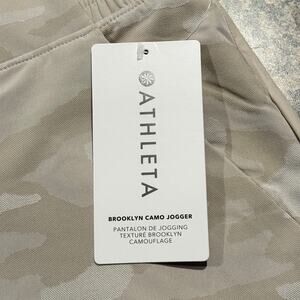 ATHLETA
BROOKLYN CAMO JOGGER
PANTALON DE JOGGING
TEXTURÉ BROOKLYN
CAMOUFLAGE